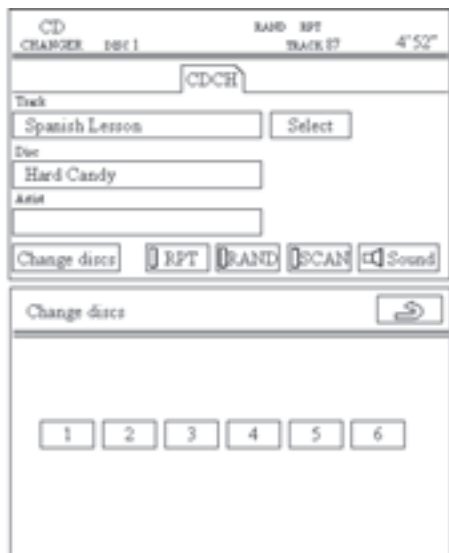 CD RAND RPT
CHANGER DISC 1 TRACK 07 4'52"
CDCH
Track
Spanish Lesson Select
Disc
Hard Candy
Artist
Change discs RPT RAND SCAN Sound
Change discs
1 2 3 4 5 6